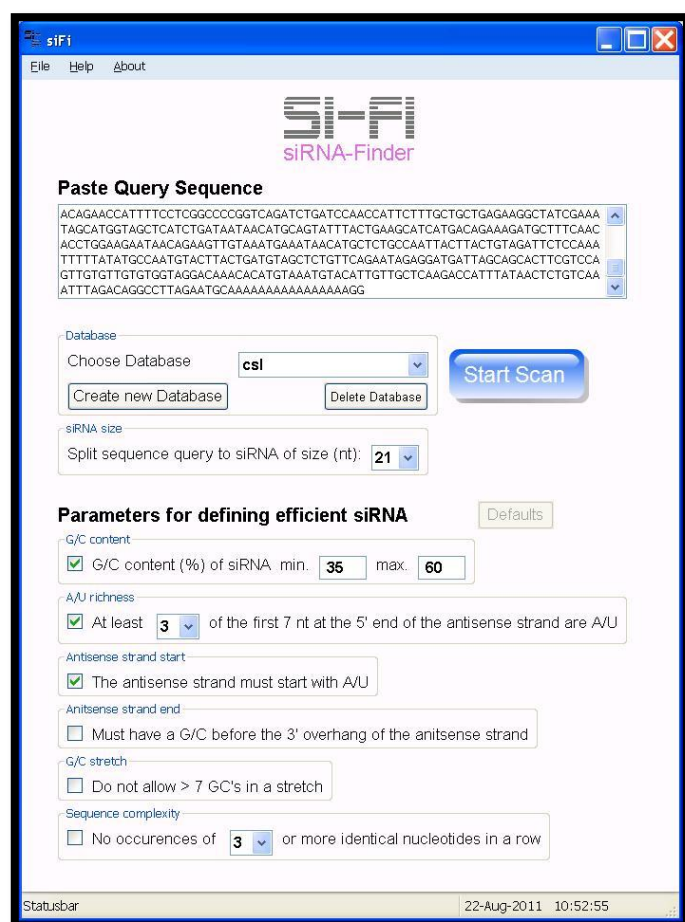 siFi
File Help About
SI-FI
siRNA-Finder
Paste Query Sequence
ACAGAACCATTTTCCTCGGCCCCGGTCAGATCTGATCCAACCATTCTTTGCTGCTGAGAAGGCTATCGAAA
TAGCATGGTAGCTCATCTGATAATAACATGCAGTATTTACTGAAGCATCATGACAGAAAGATGCTTTCAAC
ACCTGGAAGAATAACAGAAGTTGTAAATGAAATAACATGCTCTGCCAATTACTTACTGTAGATTCTCCAAA
TTTTTATATGCCAATGTACTTACTGATGTAGCTCTGTTCAGAATAGAGGATGATTAGCAGCACTTCGTCCA
GTTGTGTTGTGTGGTAGGACAAACACATGTAAATGTACATTGTTGCTCAAGACCATTTATAACTCTGTCAA
ATTTAGACAGGCCTTAGAATGCAAAAAAAAAAAAAAAAAGG
Database
Choose Database csl
Start Scan
Create new Database Delete Database
siRNA size
Split sequence query to siRNA of size (nt): 21
Parameters for defining efficient siRNA Defaults
G/C content
G/C content (%) of siRNA min. 35 max. 60
A/U richness
At least 3 of the first 7 nt at the 5' end of the antisense strand are A/U
Antisense strand start
The antisense strand must start with A/U
Anitsense strand end
Must have a G/C before the 3' overhang of the anitsense strand
G/C stretch
Do not allow > 7 GC's in a stretch
Sequence complexity
No occurences of 3 or more identical nucleotides in a row
Statusbar 22-Aug-2011 10:52:55